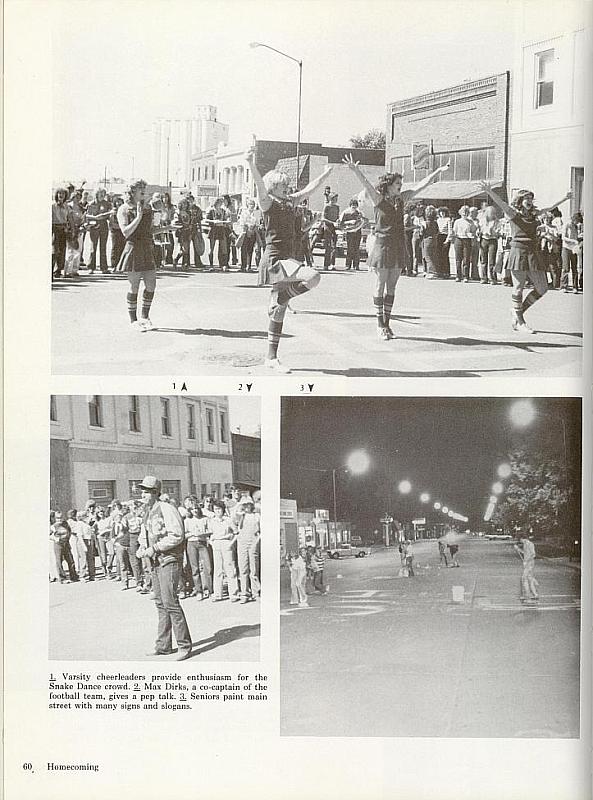 1 2 3
1. Varsity cheerleaders provide enthusiasm for the
Snake Dance crowd. 2. Max Dirks, a co-captain of the
football team, gives a pep talk. 3. Seniors paint main
street with many signs and slogans.
60 Homecoming